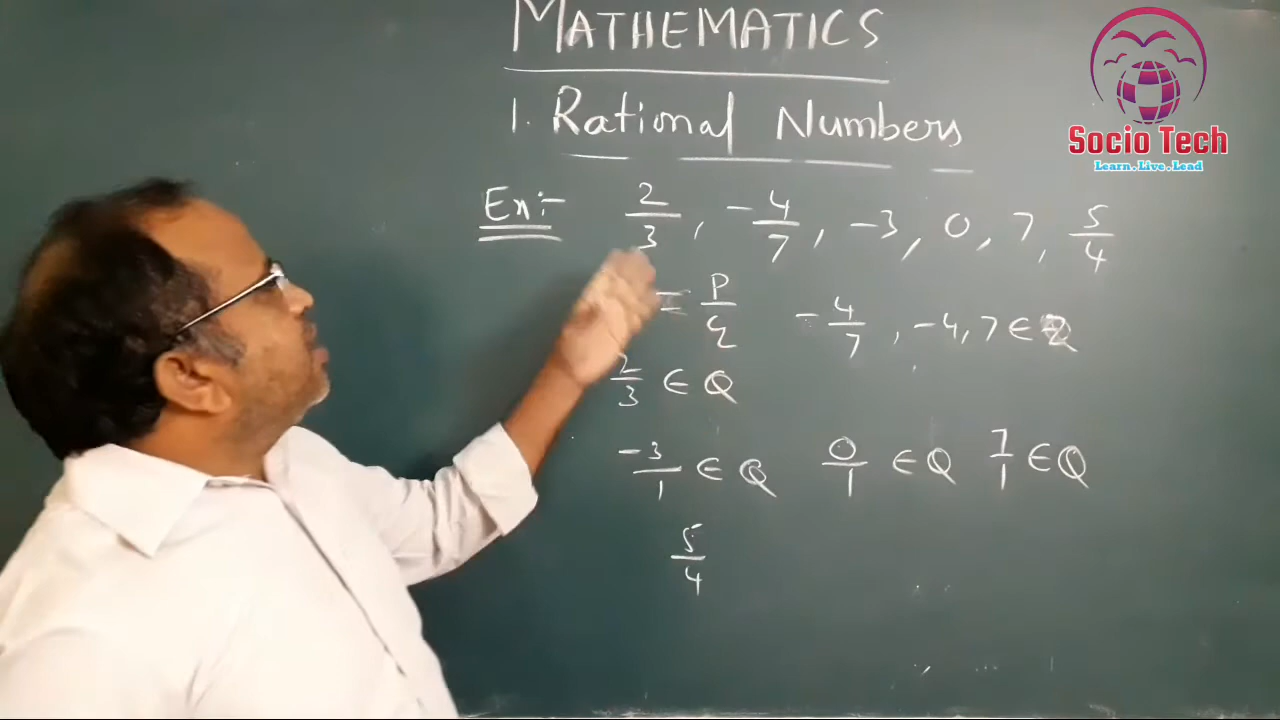 MATHEMATICS
1. Rational Numbers
Ex:- 2/3, -4/7, -3, 0, 7, 5/4
= P/q -4/7, -4, 7 ∈ Q
2/3 ∈ Q
-3/1 ∈ Q 0/1 ∈ Q 7/1 ∈ Q
5/4
Socio Tech
Learn.Live.Lead